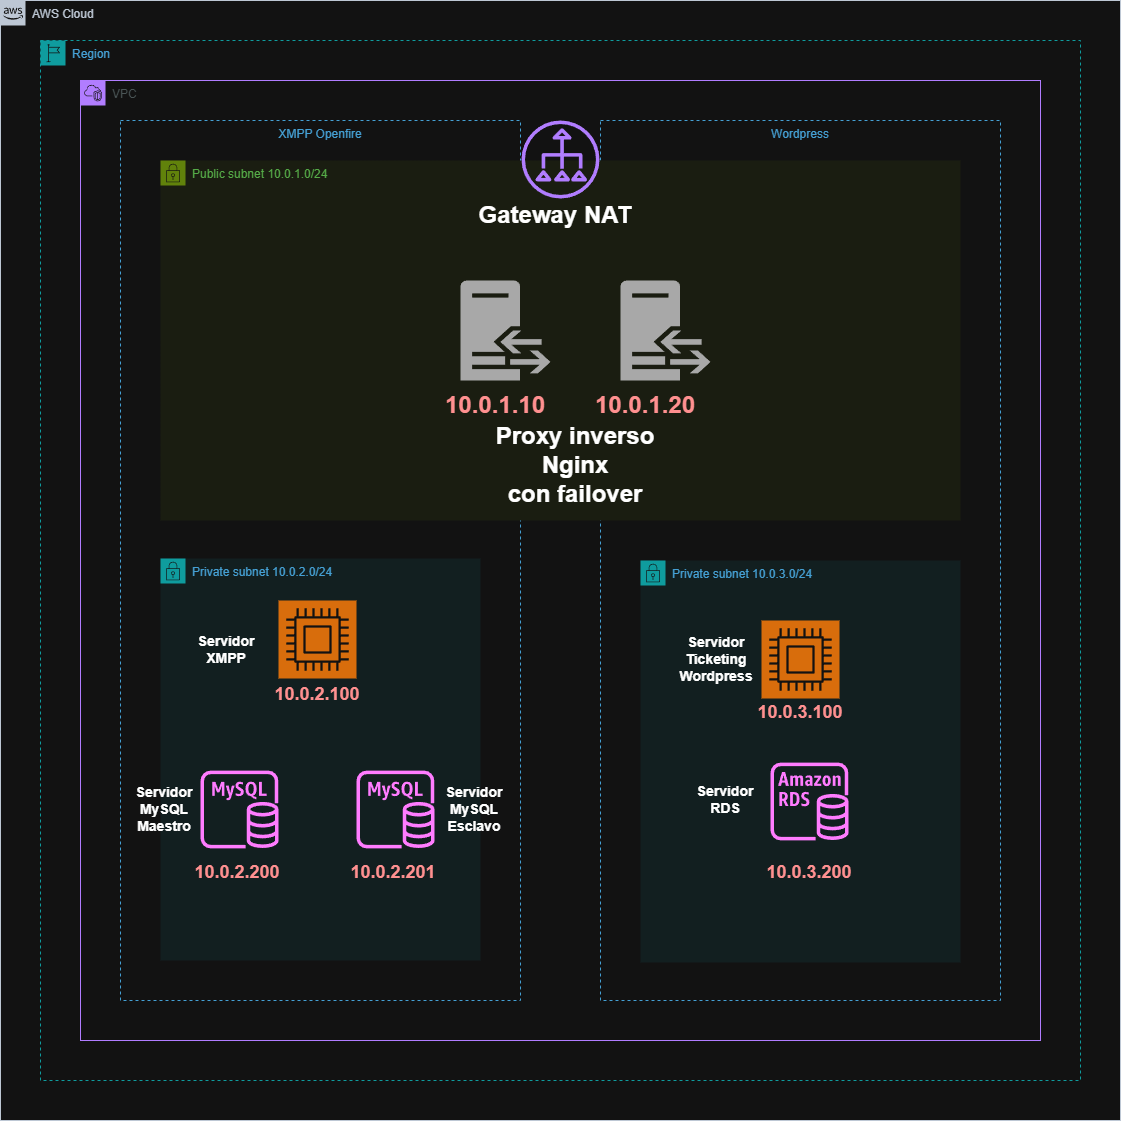 aws
AWS Cloud
Region
VPC
XMPP Openfire
Wordpress
Public subnet 10.0.1.0/24
Gateway NAT
10.0.1.10
10.0.1.20
Proxy inverso
Nginx
con failover
Private subnet 10.0.2.0/24
Servidor
XMPP
10.0.2.100
Servidor
MySQL
Maestro
MySQL
10.0.2.200
MySQL
Servidor
MySQL
Esclavo
10.0.2.201
Private subnet 10.0.3.0/24
Servidor
Ticketing
Wordpress
10.0.3.100
Servidor
RDS
Amazon
RDS
10.0.3.200